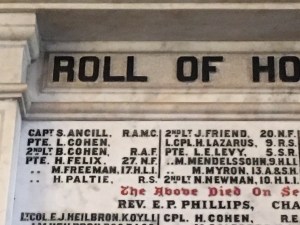 ROLL OF HO
CAPT S. ANCILL, R.A.M.C.
PTE. L. COHEN,
2ND LT B. COHEN, R.A.F.
PTE. H. FELIX, 27. N.F.
„ M. FREEMAN, 17. H.L.I.
„ H. PALTIE, R.S.
2ND LT J. FRIEND, 20. N.F.
L. CPL. H. LAZARUS, 9. R.S.
PTE. L. E. LEVY, 5. S.R.
„ M. MENDELSSOHN, 9. H.L.I.
„ M. MYRON, 13. A & S.H.
2ND LT N. NEWMAN, 10. H.L.I.
The Above Died On Se
REV. E. P. PHILLIPS, CHA
LT COL E. J. HEILBRON, K.O.Y.L.I.
CPL. H. COHEN, R.E.